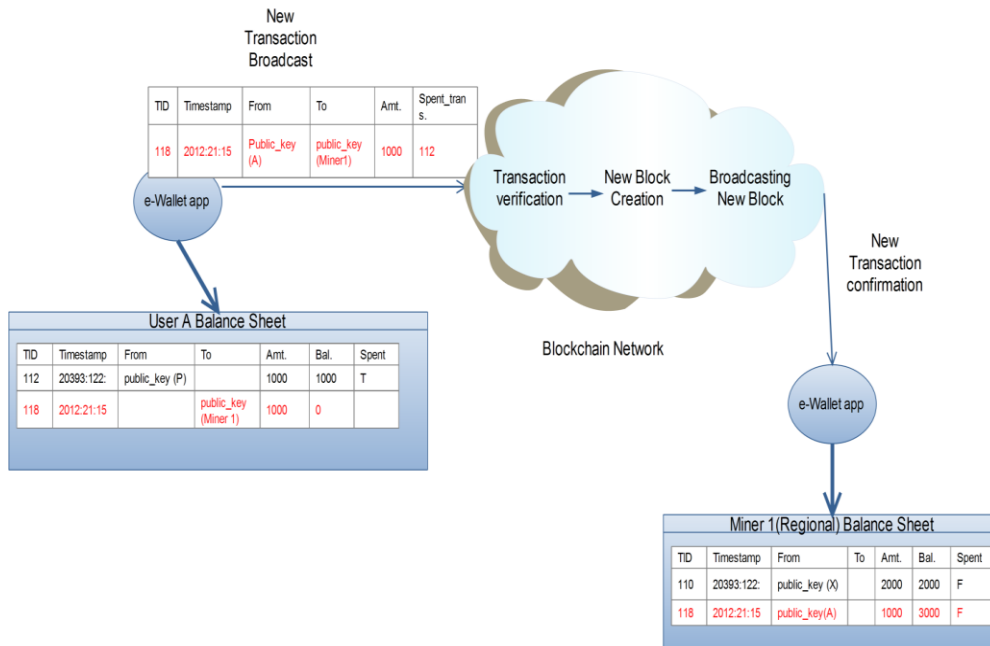 New
Transaction
Broadcast
TID Timestamp From To Amt. Spent_tran
s.
118 2012:21:15 Public_key
(A) public_key
(Miner1) 1000 112
e-Wallet app
Transaction
verification
New Block
Creation
Broadcasting
New Block
New
Transaction
confirmation
Blockchain Network
User A Balance Sheet
TID Timestamp From To Amt. Bal. Spent
112 20393:122: public_key (P) 1000 1000 T
118 2012:21:15 public_key
(Miner 1) 1000 0
e-Wallet app
Miner 1(Regional) Balance Sheet
TID Timestamp From To Amt. Bal. Spent
110 20393:122: public_key (X) 2000 2000 F
118 2012:21:15 public_key(A) 1000 3000 F